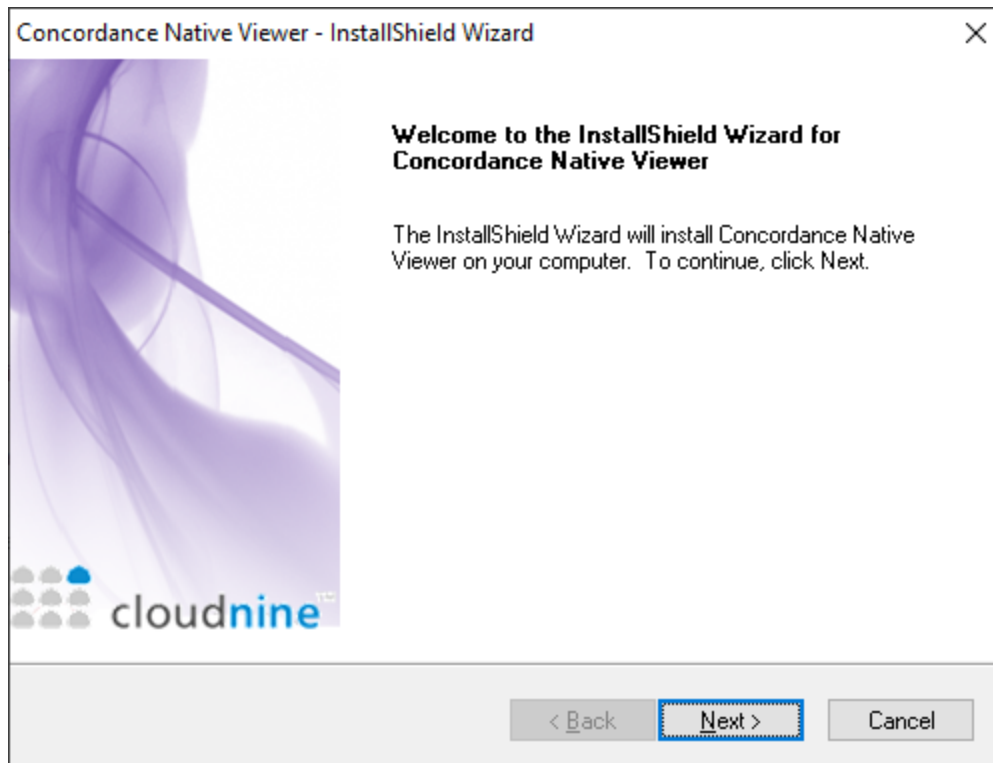 Concordance Native Viewer - InstallShield Wizard
Welcome to the InstallShield Wizard for
Concordance Native Viewer
The InstallShield Wizard will install Concordance Native
Viewer on your computer. To continue, click Next.
cloudnine™
< Back
Next >
Cancel